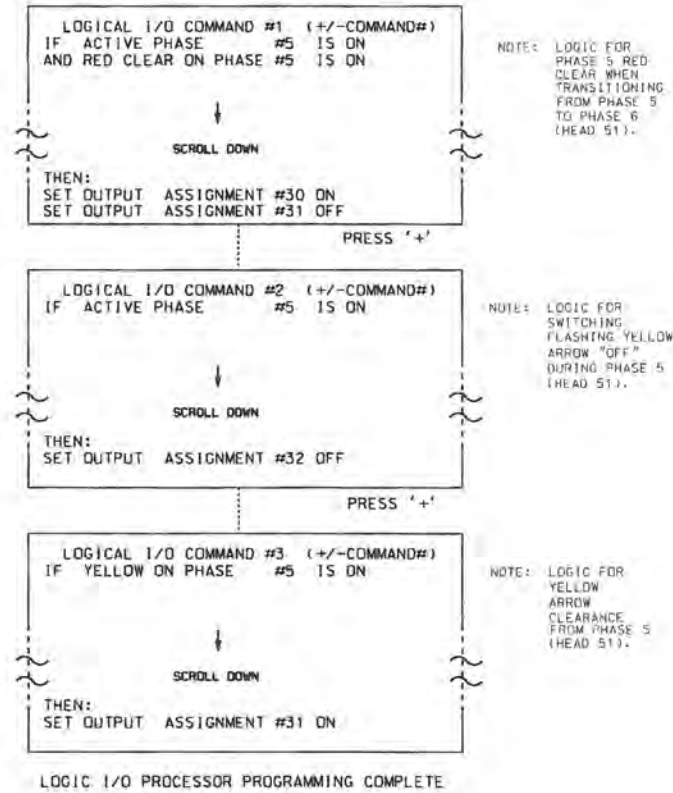 LOGICAL I/O COMMAND #1 (+/-COMMAND#)
IF ACTIVE PHASE #5 IS ON
AND RED CLEAR ON PHASE #5 IS ON
SCROLL DOWN
THEN:
SET OUTPUT ASSIGNMENT #30 ON
SET OUTPUT ASSIGNMENT #31 OFF
NOTE: LOGIC FOR
PHASE 5 RED
CLEAR WHEN
TRANSITIONING
FROM PHASE 5
TO PHASE 6
(HEAD 51).
PRESS '+'
LOGICAL I/O COMMAND #2 (+/-COMMAND#)
IF ACTIVE PHASE #5 IS ON
SCROLL DOWN
THEN:
SET OUTPUT ASSIGNMENT #32 OFF
NOTE: LOGIC FOR
SWITCHING
FLASHING YELLOW
ARROW "OFF"
DURING PHASE 5
(HEAD 51).
PRESS '+'
LOGICAL I/O COMMAND #3 (+/-COMMAND#)
IF YELLOW ON PHASE #5 IS ON
SCROLL DOWN
THEN:
SET OUTPUT ASSIGNMENT #31 ON
NOTE: LOGIC FOR
YELLOW
ARROW
CLEARANCE
FROM PHASE 5
(HEAD 51).
LOGIC I/O PROCESSOR PROGRAMMING COMPLETE